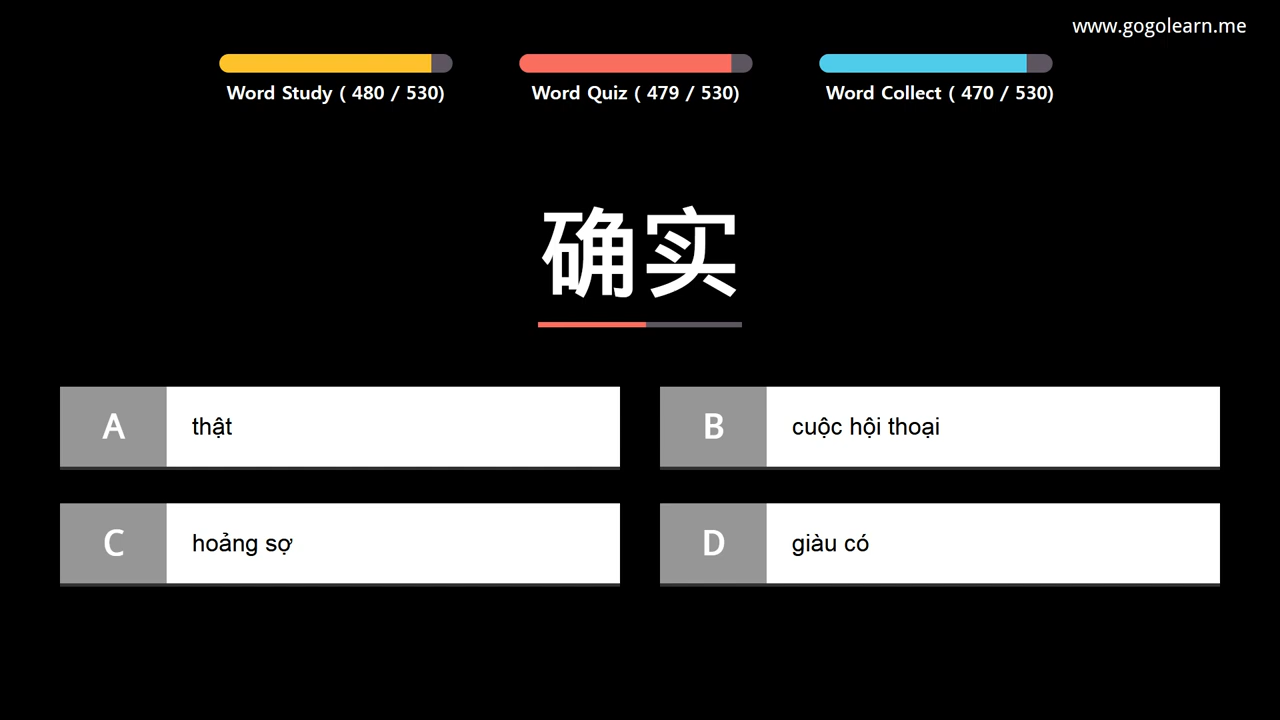 www.gogolearn.me
Word Study ( 480 / 530)
Word Quiz ( 479 / 530)
Word Collect ( 470 / 530)
确实
A thật
B cuộc hội thoại
C hoảng sợ
D giàu có